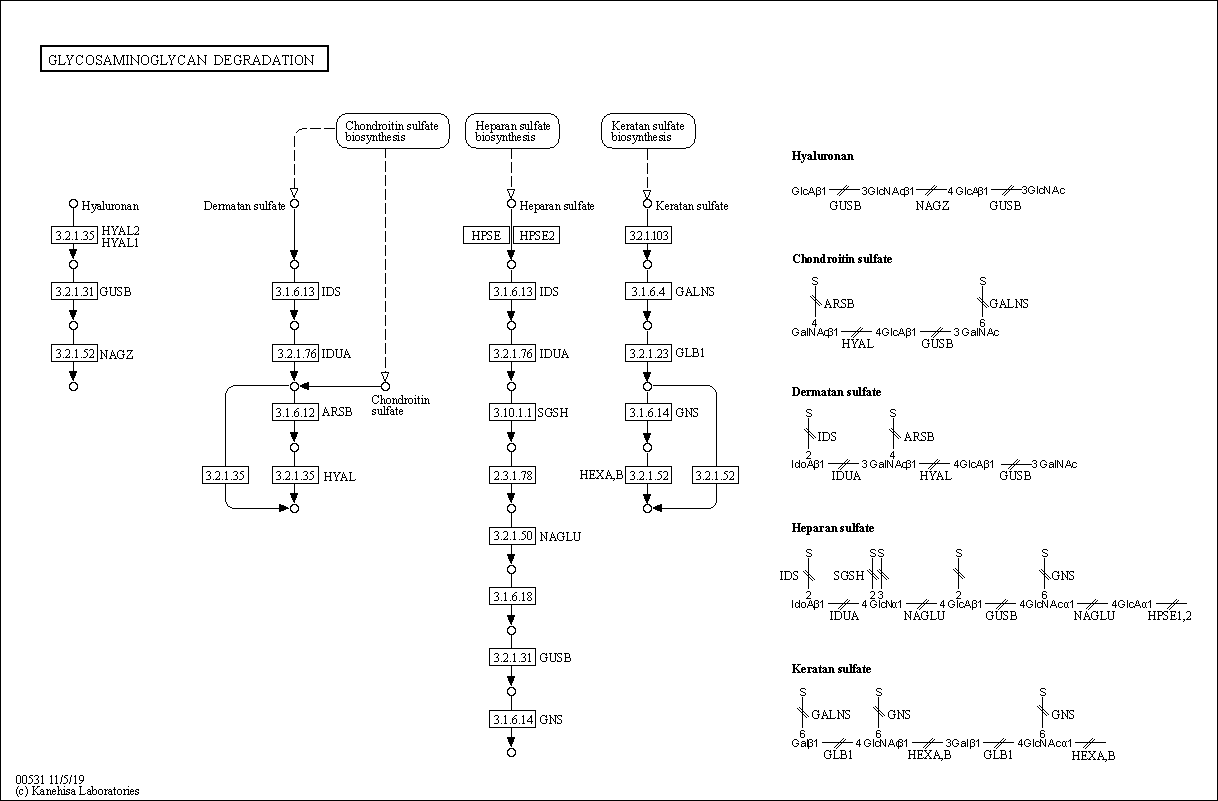 GLYCOSAMINOGLYCAN DEGRADATION
Chondroitin sulfate
biosynthesis
Heparan sulfate
biosynthesis
Keratan sulfate
biosynthesis
Hyaluronan
Dermatan sulfate
Heparan sulfate
Keratan sulfate
3.2.1.35
HYAL2
HYAL1
HPSE
HPSE2
3.2.1.103
3.2.1.31 GUSB
3.1.6.13 IDS
3.1.6.13 IDS
3.1.6.4 GALNS
3.2.1.52 NAGZ
3.2.1.76 IDUA
3.2.1.76 IDUA
3.2.1.23 GLB1
Chondroitin
sulfate
3.1.6.12 ARSB
3.10.1.1 SGSH
3.1.6.14 GNS
3.2.1.35
3.2.1.35 HYAL
2.3.1.78
HEXA,B 3.2.1.52
3.2.1.52
3.2.1.50 NAGLU
3.1.6.18
3.2.1.31 GUSB
3.1.6.14 GNS
Hyaluronan
GlcAβ1 3GlcNAcβ1 4 GlcAβ1 3GlcNAc
GUSB NAGZ GUSB
Chondroitin sulfate
S S
ARSB GALNS
4 6
GalNAcβ1 4GlcAβ1 3 GalNAc
HYAL GUSB
Dermatan sulfate
S S
IDS ARSB
2 4
IdoAβ1 3 GalNAcβ1 4GlcAβ1 3 GalNAc
IDUA HYAL GUSB
Heparan sulfate
S S S S S
IDS SGSH GNS
2 2 3 2 6
IdoAβ1 4 GlcNα1 4 GlcAβ1 4GlcNAcα1 4GlcAα1
IDUA NAGLU GUSB NAGLU HPSE1,2
Keratan sulfate
S S S
GALNS GNS GNS
6 6 6
Galβ1 4 GlcNAcβ1 3Galβ1 4GlcNAcα1
GLB1 HEXA,B GLB1 HEXA,B
00531 11/5/19
(c) Kanehisa Laboratories